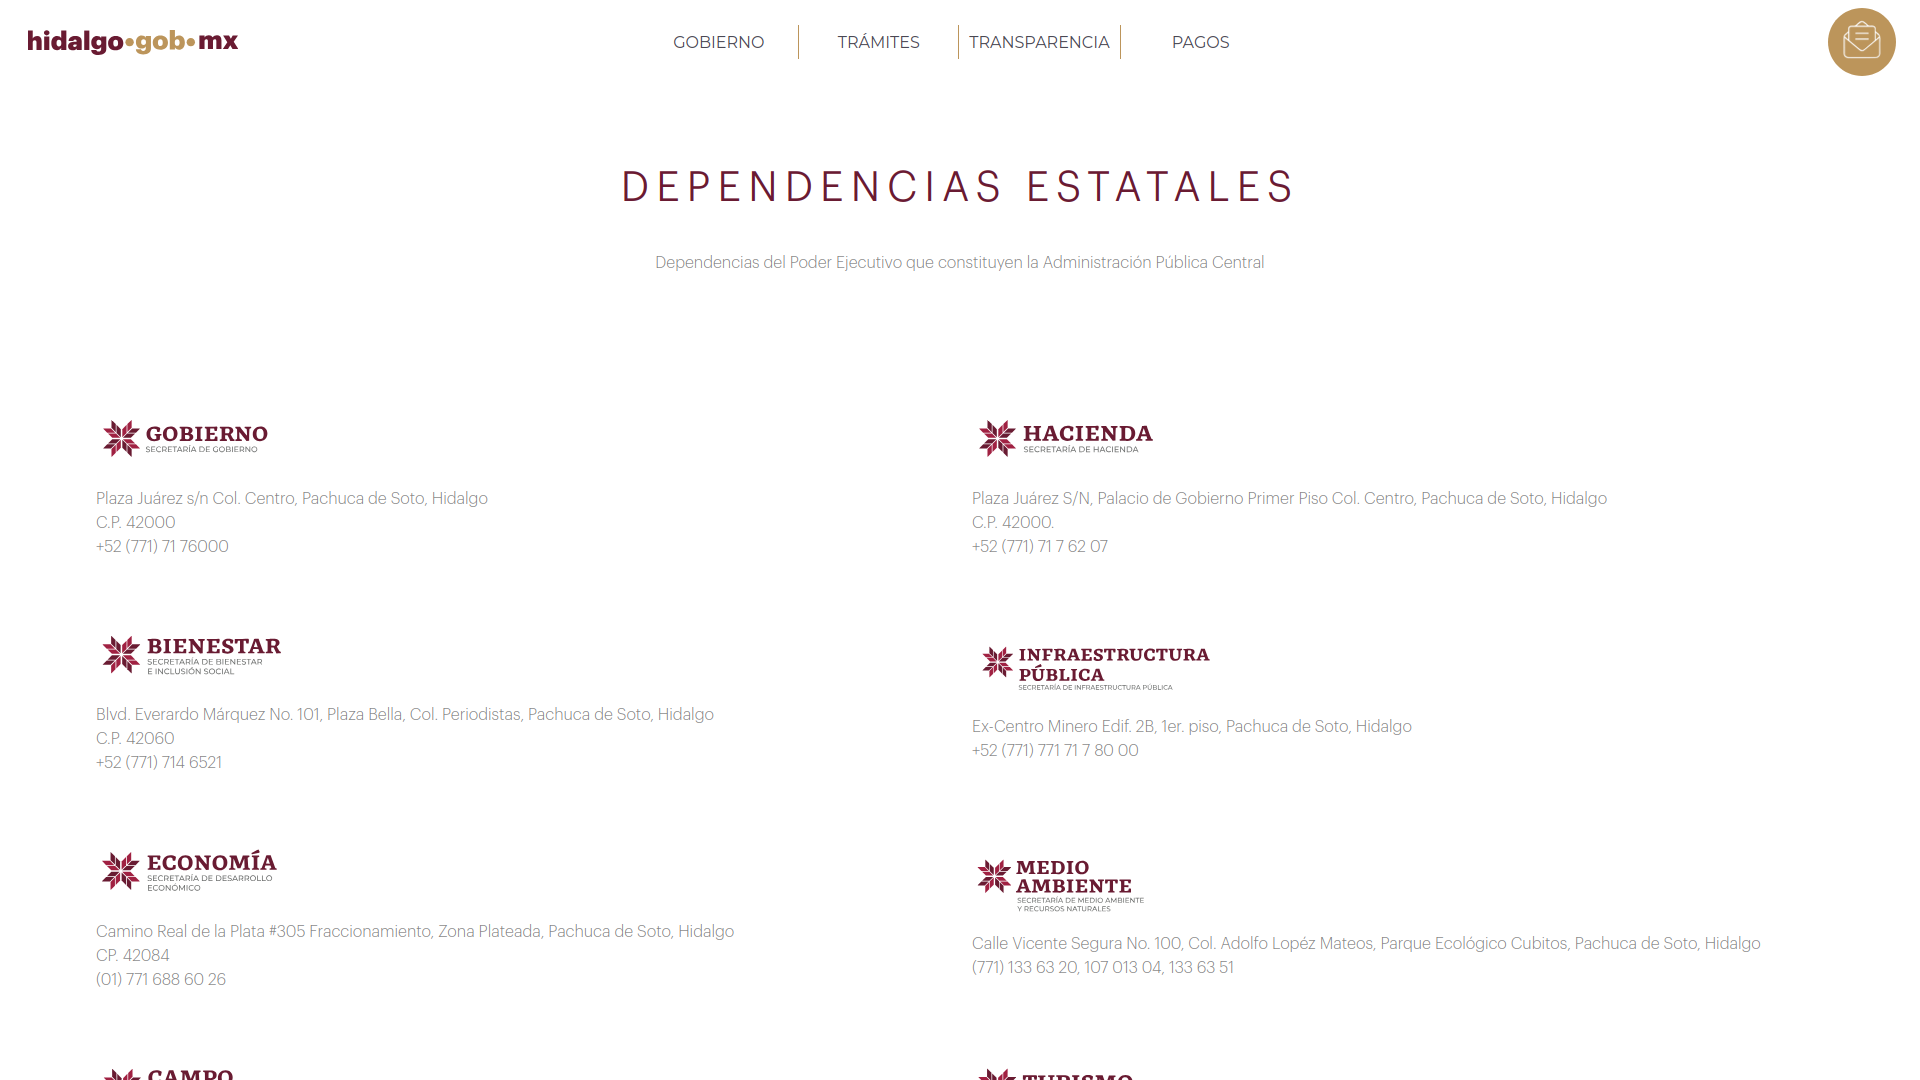 hidalgo•gob•mx
GOBIERNO
TRÁMITES
TRANSPARENCIA
PAGOS
DEPENDENCIAS ESTATALES
Dependencias del Poder Ejecutivo que constituyen la Administración Pública Central
GOBIERNO
SECRETARÍA DE GOBIERNO
Plaza Juárez s/n Col. Centro, Pachuca de Soto, Hidalgo
C.P. 42000
+52 (771) 71 76000
HACIENDA
SECRETARÍA DE HACIENDA
Plaza Juárez S/N, Palacio de Gobierno Primer Piso Col. Centro, Pachuca de Soto, Hidalgo
C.P. 42000.
+52 (771) 71 7 62 07
BIENESTAR
SECRETARÍA DE BIENESTAR
E INCLUSIÓN SOCIAL
Blvd. Everardo Márquez No. 101, Plaza Bella, Col. Periodistas, Pachuca de Soto, Hidalgo
C.P. 42060
+52 (771) 714 6521
INFRAESTRUCTURA
PÚBLICA
SECRETARÍA DE INFRAESTRUCTURA PÚBLICA
Ex-Centro Minero Edif. 2B, 1er. piso, Pachuca de Soto, Hidalgo
+52 (771) 771 71 7 80 00
ECONOMÍA
SECRETARÍA DE DESARROLLO
ECONÓMICO
Camino Real de la Plata #305 Fraccionamiento, Zona Plateada, Pachuca de Soto, Hidalgo
CP. 42084
(01) 771 688 60 26
MEDIO
AMBIENTE
SECRETARÍA DE MEDIO AMBIENTE
Y RECURSOS NATURALES
Calle Vicente Segura No. 100, Col. Adolfo Lopéz Mateos, Parque Ecológico Cubitos, Pachuca de Soto, Hidalgo
(771) 133 63 20, 107 013 04, 133 63 51
CAMPO
TURISMO